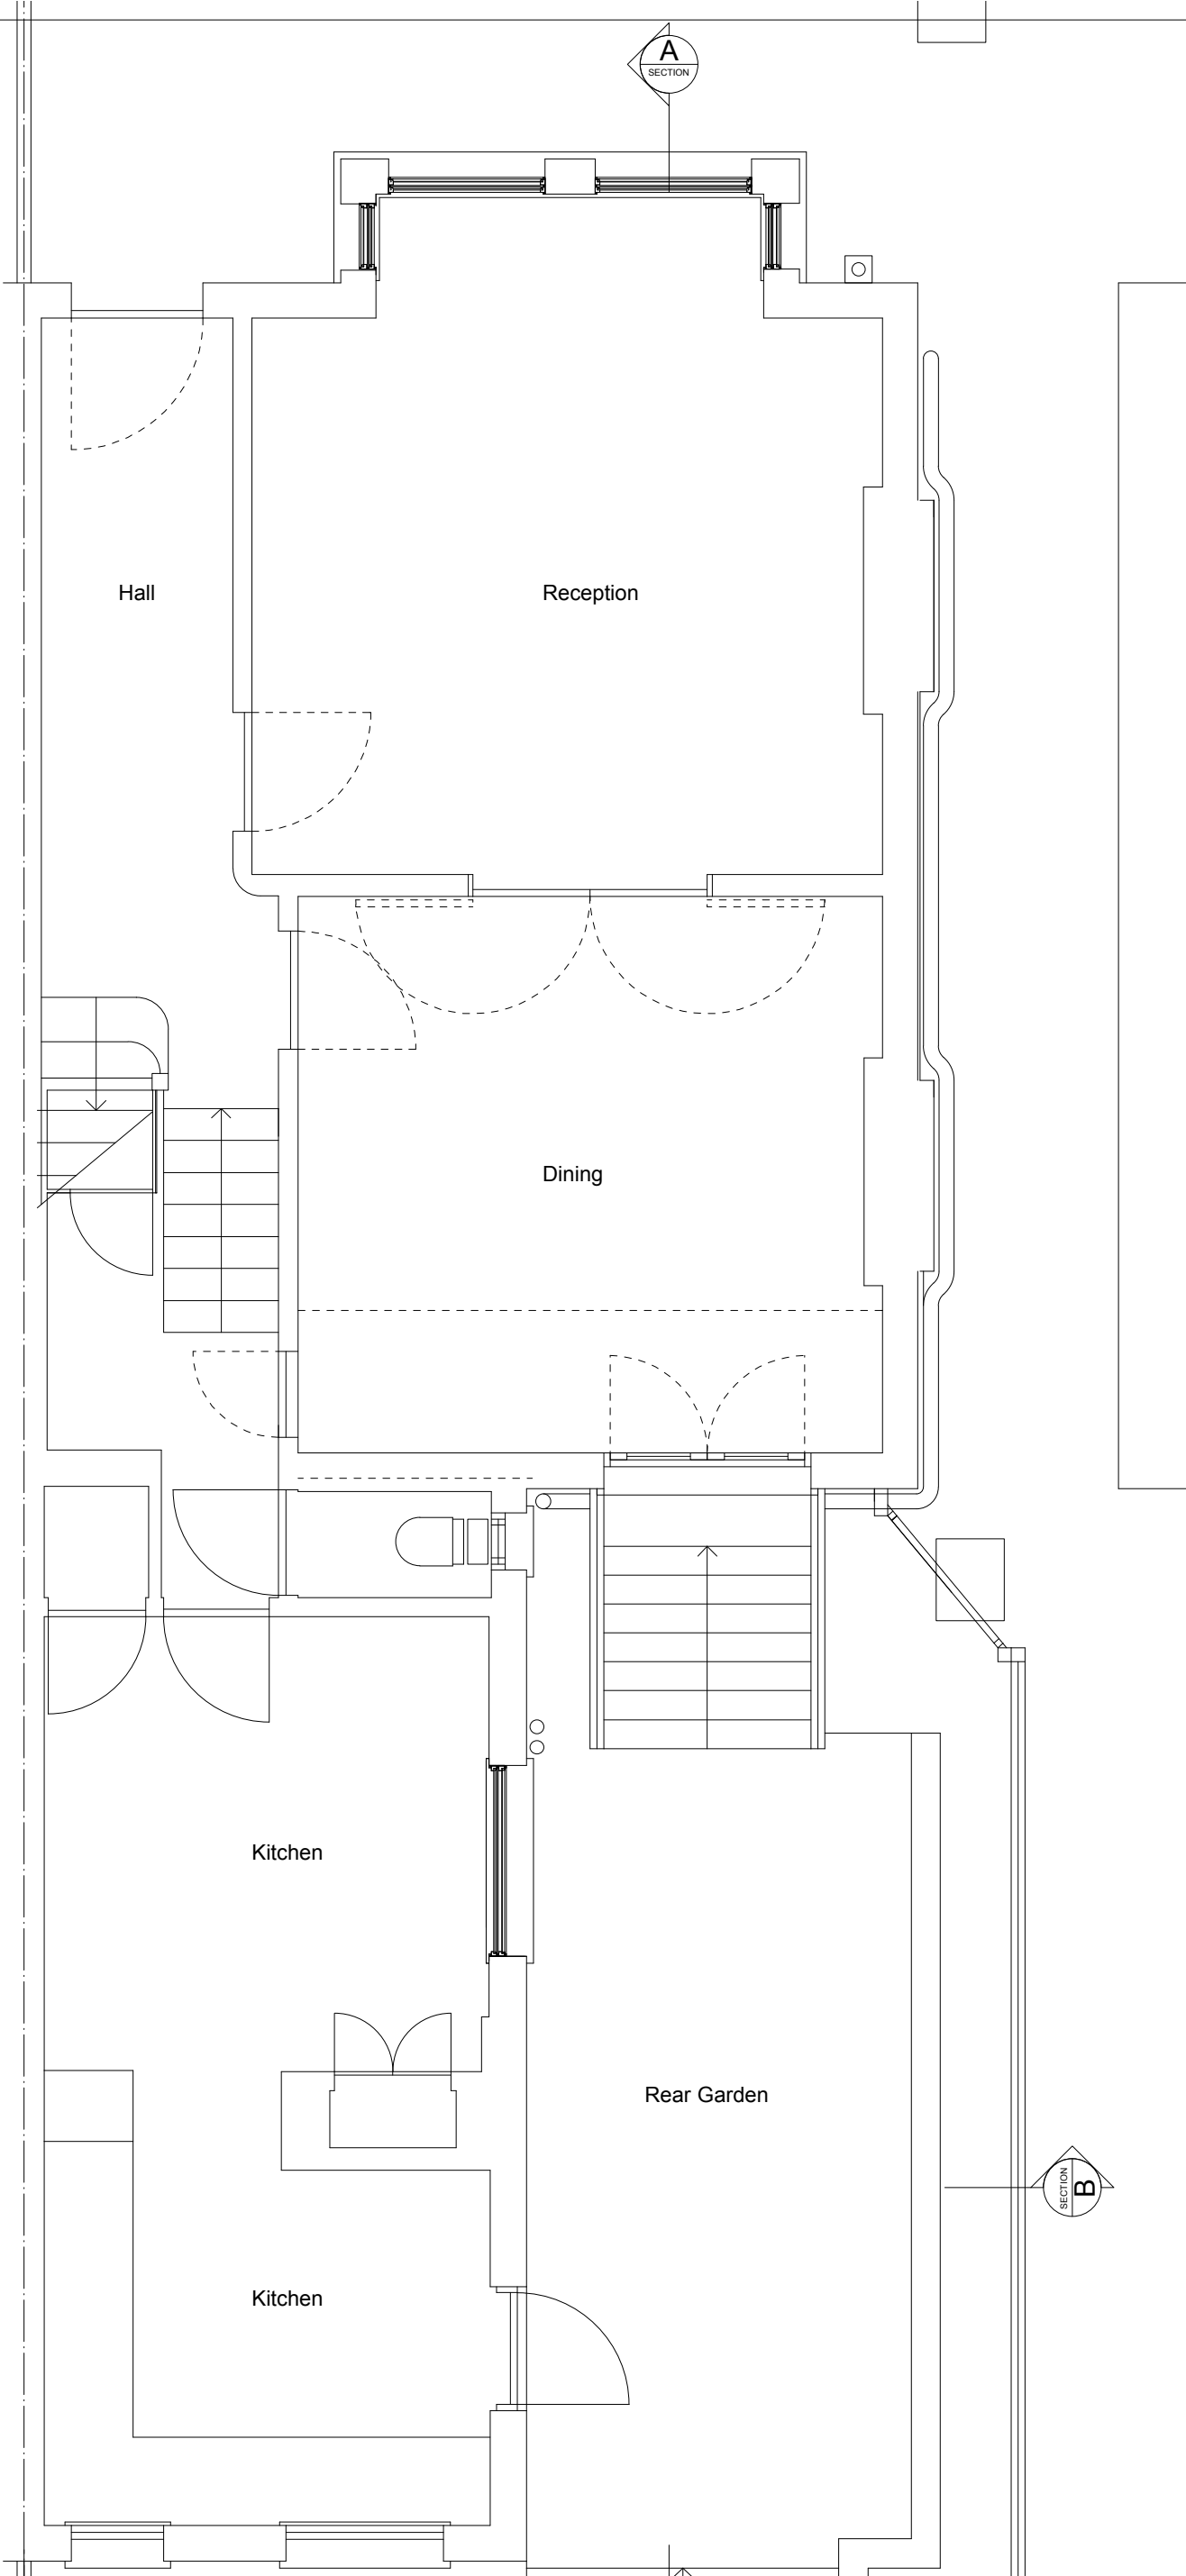 A
SECTION
Hall
Reception
Dining
Kitchen
Rear Garden
SECTION
B
Kitchen